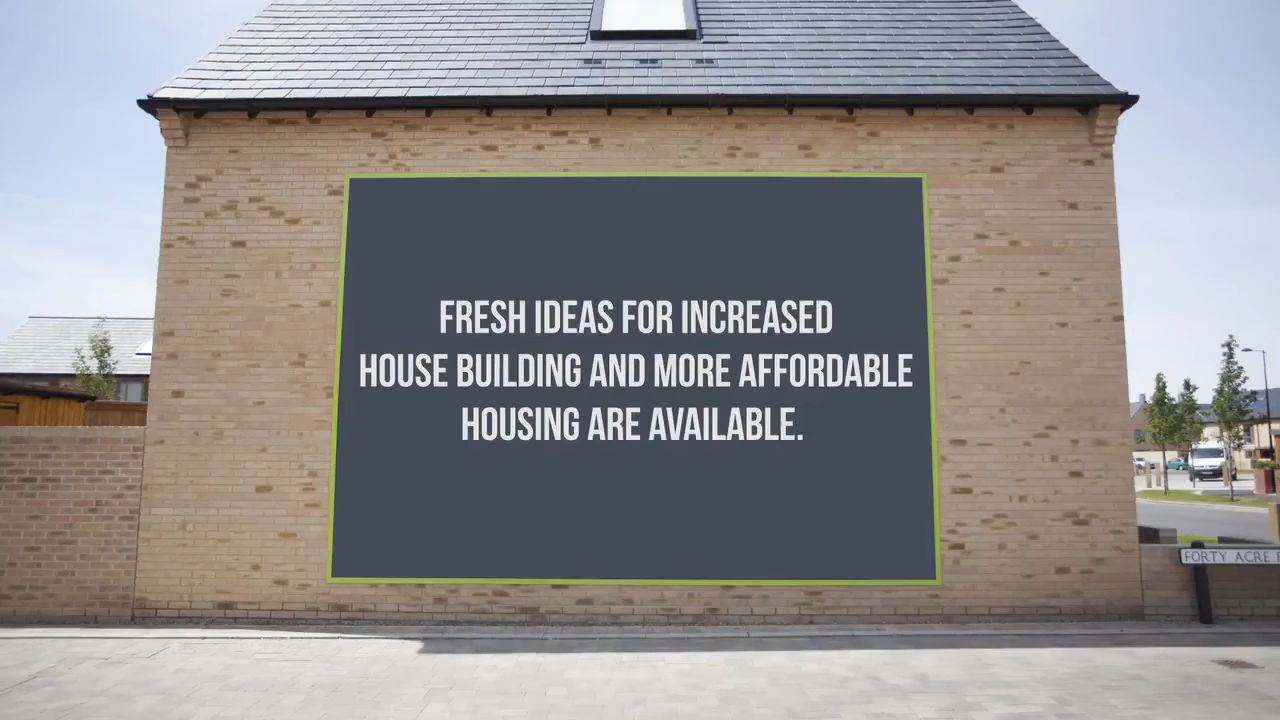 FRESH IDEAS FOR INCREASED
HOUSE BUILDING AND MORE AFFORDABLE
HOUSING ARE AVAILABLE.
FORTY ACRE